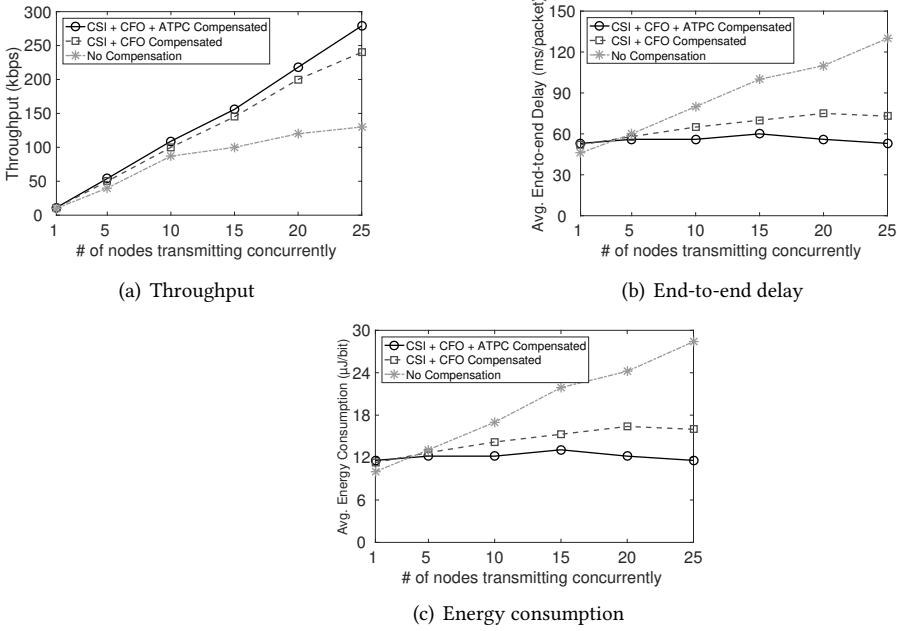 300
250
200
150
100
50
0
Throughput (kbps)
CSI + CFO + ATPC Compensated
CSI + CFO Compensated
No Compensation
1 5 10 15 20 25
# of nodes transmitting concurrently
(a) Throughput
150
120
90
60
30
0
Avg. End-to-end Delay (ms/packet)
CSI + CFO + ATPC Compensated
CSI + CFO Compensated
No Compensation
1 5 10 15 20 25
# of nodes transmitting concurrently
(b) End-to-end delay
30
24
18
12
6
0
Avg. Energy Consumption (µJ/bit)
CSI + CFO + ATPC Compensated
CSI + CFO Compensated
No Compensation
1 5 10 15 20 25
# of nodes transmitting concurrently
(c) Energy consumption